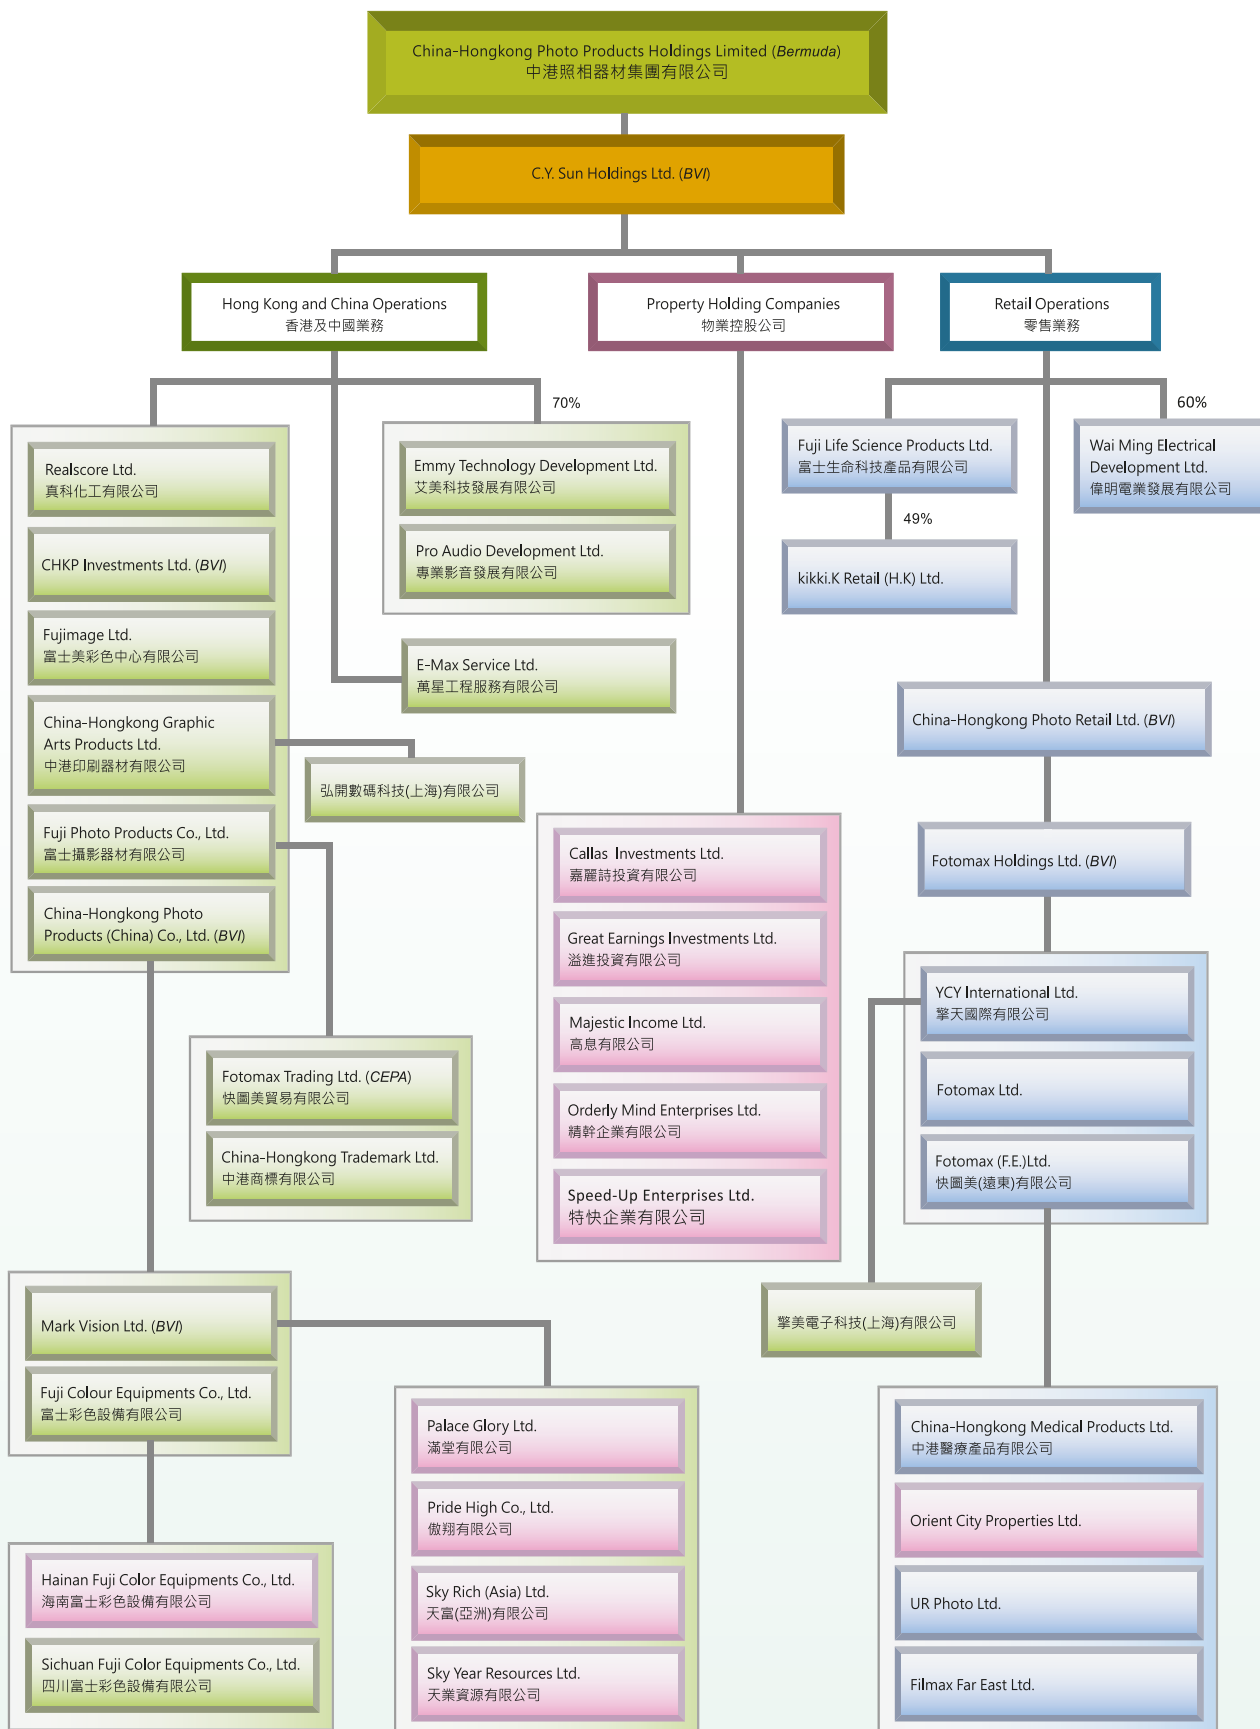 China-Hongkong Photo Products Holdings Limited (Bermuda)
中港照相器材集團有限公司
C.Y. Sun Holdings Ltd. (BVI)
Hong Kong and China Operations
香港及中國業務
Property Holding Companies
物業控股公司
Retail Operations
零售業務
70%
60%
Realscore Ltd.
真科化工有限公司
CHKP Investments Ltd. (BVI)
Fujimage Ltd.
富士美彩色中心有限公司
China-Hongkong Graphic
Arts Products Ltd.
中港印刷器材有限公司
Fuji Photo Products Co., Ltd.
富士攝影器材有限公司
China-Hongkong Photo
Products (China) Co., Ltd. (BVI)
Emmy Technology Development Ltd.
艾美科技發展有限公司
Pro Audio Development Ltd.
專業影音發展有限公司
E-Max Service Ltd.
萬星工程服務有限公司
弘開數碼科技(上海)有限公司
Fotomax Trading Ltd. (CEPA)
快圖美貿易有限公司
China-Hongkong Trademark Ltd.
中港商標有限公司
Mark Vision Ltd. (BVI)
Fuji Colour Equipments Co., Ltd.
富士彩色設備有限公司
Hainan Fuji Color Equipments Co., Ltd.
海南富士彩色設備有限公司
Sichuan Fuji Color Equipments Co., Ltd.
四川富士彩色設備有限公司
Palace Glory Ltd.
滿堂有限公司
Pride High Co., Ltd.
傲翔有限公司
Sky Rich (Asia) Ltd.
天富(亞洲)有限公司
Sky Year Resources Ltd.
天業資源有限公司
Callas Investments Ltd.
嘉麗詩投資有限公司
Great Earnings Investments Ltd.
溢進投資有限公司
Majestic Income Ltd.
高息有限公司
Orderly Mind Enterprises Ltd.
精幹企業有限公司
Speed-Up Enterprises Ltd.
特快企業有限公司
Fuji Life Science Products Ltd.
富士生命科技產品有限公司
49%
kikki.K Retail (H.K) Ltd.
Wai Ming Electrical
Development Ltd.
偉明電業發展有限公司
China-Hongkong Photo Retail Ltd. (BVI)
Fotomax Holdings Ltd. (BVI)
YCY International Ltd.
擎天國際有限公司
Fotomax Ltd.
Fotomax (F.E.)Ltd.
快圖美(遠東)有限公司
擎美電子科技(上海)有限公司
China-Hongkong Medical Products Ltd.
中港醫療產品有限公司
Orient City Properties Ltd.
UR Photo Ltd.
Filmax Far East Ltd.